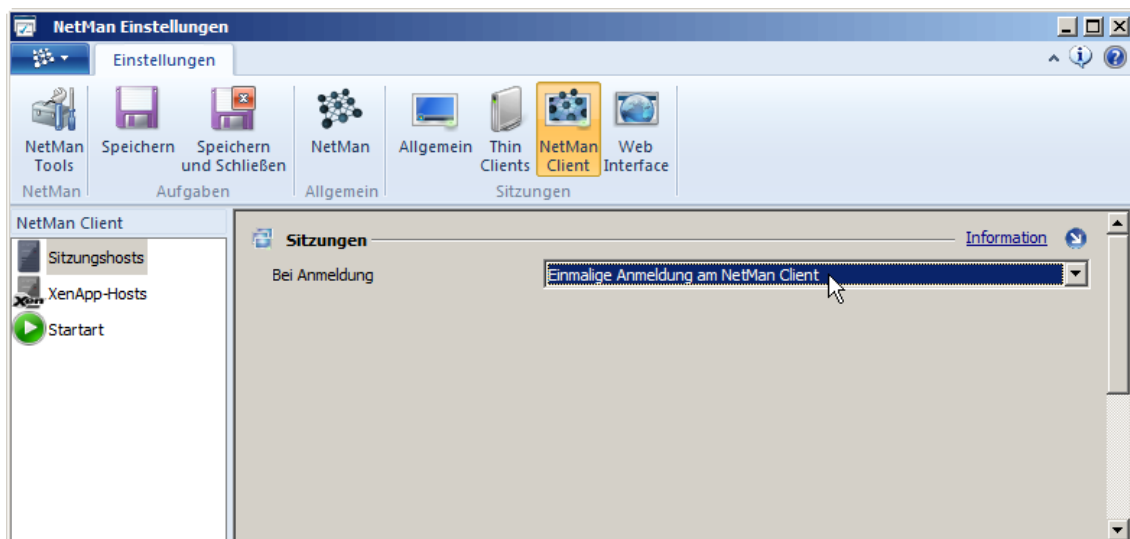 NetMan Einstellungen
Einstellungen
NetMan
Tools
Speichern
Speichern
und Schließen
NetMan
Allgemein
Thin
Clients
NetMan
Client
Web
Interface
NetMan
Aufgaben
Allgemein
Sitzungen
NetMan Client
Sitzungshosts
Xen XenApp-Hosts
Startart
Sitzungen
Information
Bei Anmeldung
Einmalige Anmeldung am NetMan Client